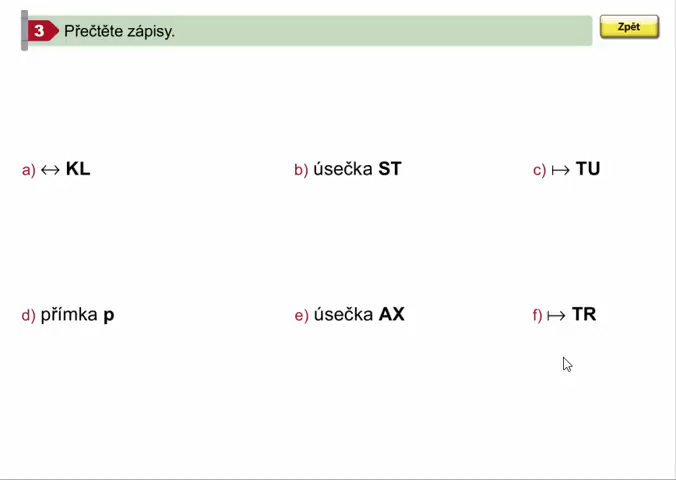 3 Přečtěte zápisy.
Zpět
a) ↔ KL
b) úsečka ST
c) ↦ TU
d) přímka p
e) úsečka AX
f) ↦ TR